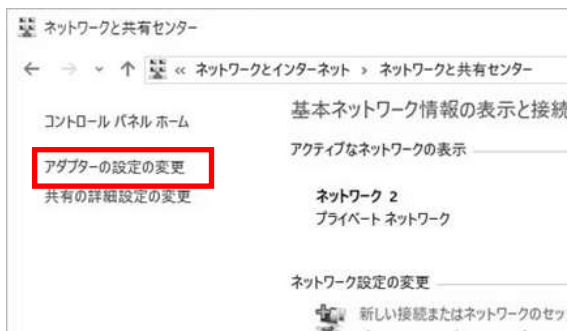 ネットワークと共有センター
« ネットワークとインターネット › ネットワークと共有センター
コントロール パネル ホーム
アダプターの設定の変更
共有の詳細設定の変更
基本ネットワーク情報の表示と接続
アクティブなネットワークの表示
ネットワーク 2
プライベート ネットワーク
ネットワーク設定の変更
新しい接続またはネットワークのセッ